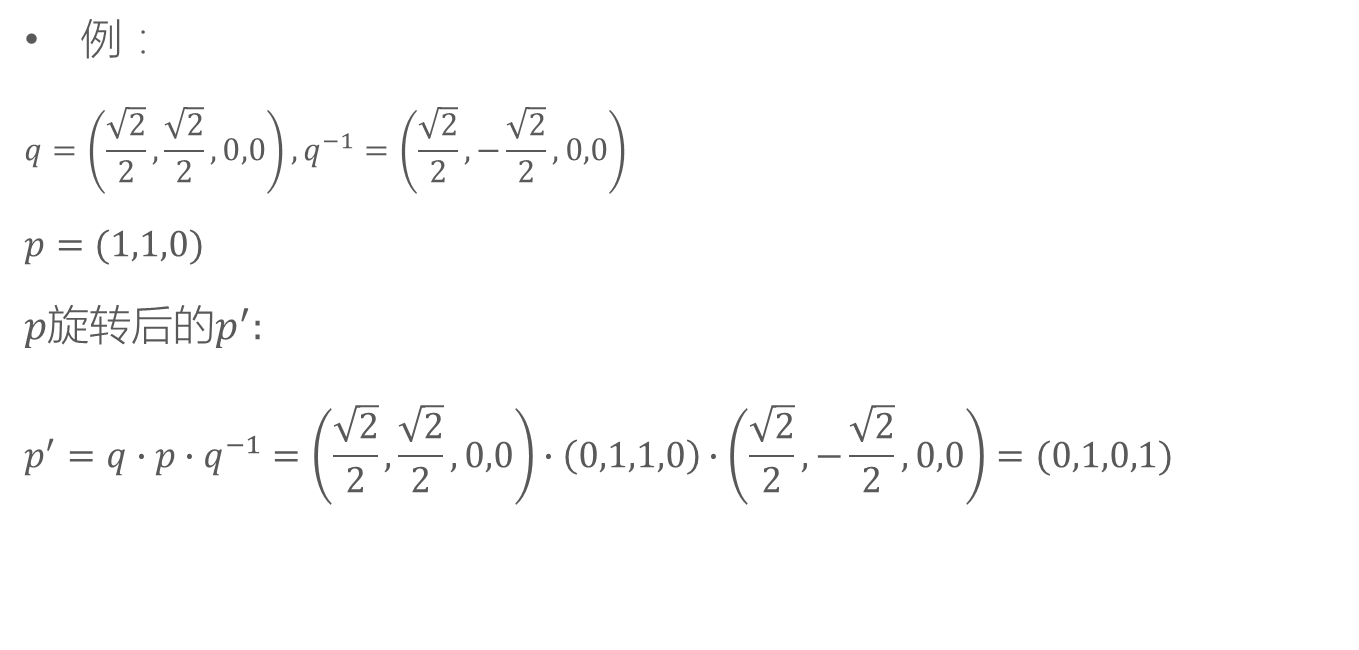 • 例：
q = (√2/2, √2/2, 0,0), q⁻¹ = (√2/2, −√2/2, 0,0)
p = (1,1,0)
p旋转后的p′:
p′ = q · p · q⁻¹ = (√2/2, √2/2, 0,0) · (0,1,1,0) · (√2/2, −√2/2, 0,0) = (0,1,0,1)